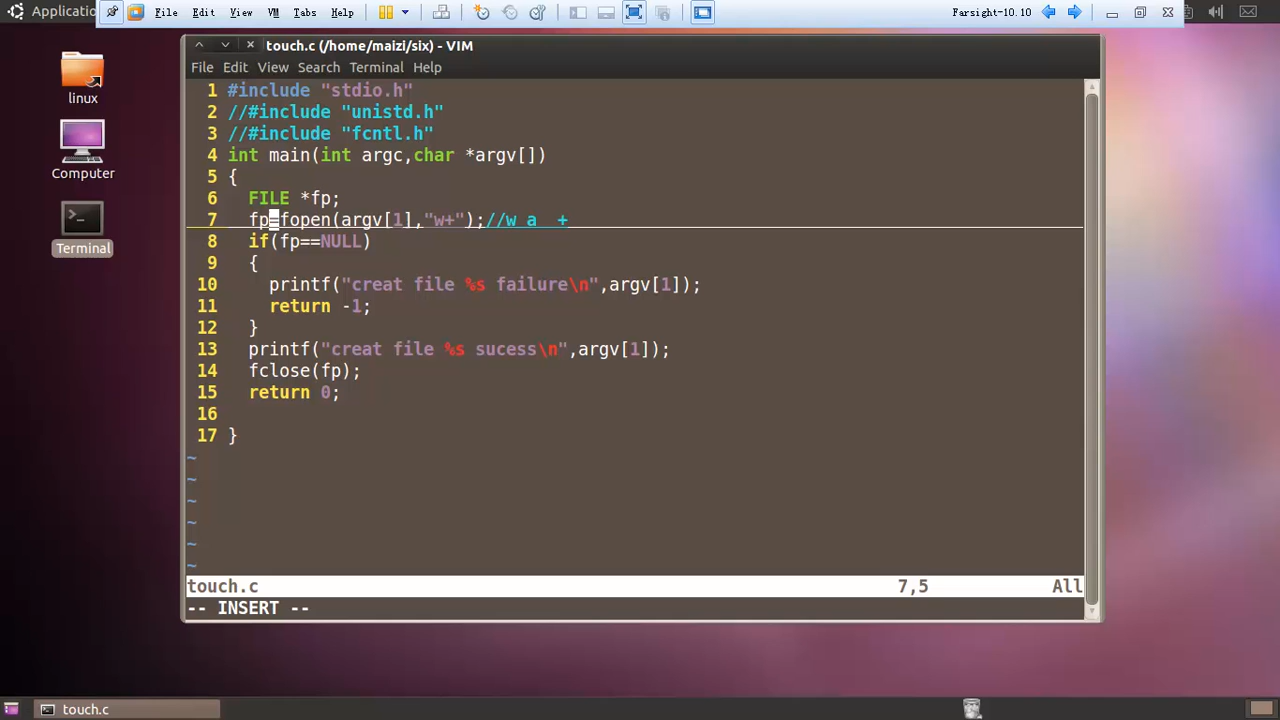 Applicatio File Edit View VM Tabs Help Farsight-10.10
touch.c (/home/maizi/six) - VIM
File Edit View Search Terminal Help
linux
Computer
Terminal
1 #include "stdio.h"
2 //#include "unistd.h"
3 //#include "fcntl.h"
4 int main(int argc,char *argv[])
5 {
6   FILE *fp;
7   fp=fopen(argv[1],"w+");//w a  +
8   if(fp==NULL)
9   {
10     printf("creat file %s failure\n",argv[1]);
11     return -1;
12   }
13   printf("creat file %s sucess\n",argv[1]);
14   fclose(fp);
15   return 0;
16
17 }
~
~
~
~
~
~
touch.c 7,5 All
-- INSERT --
touch.c